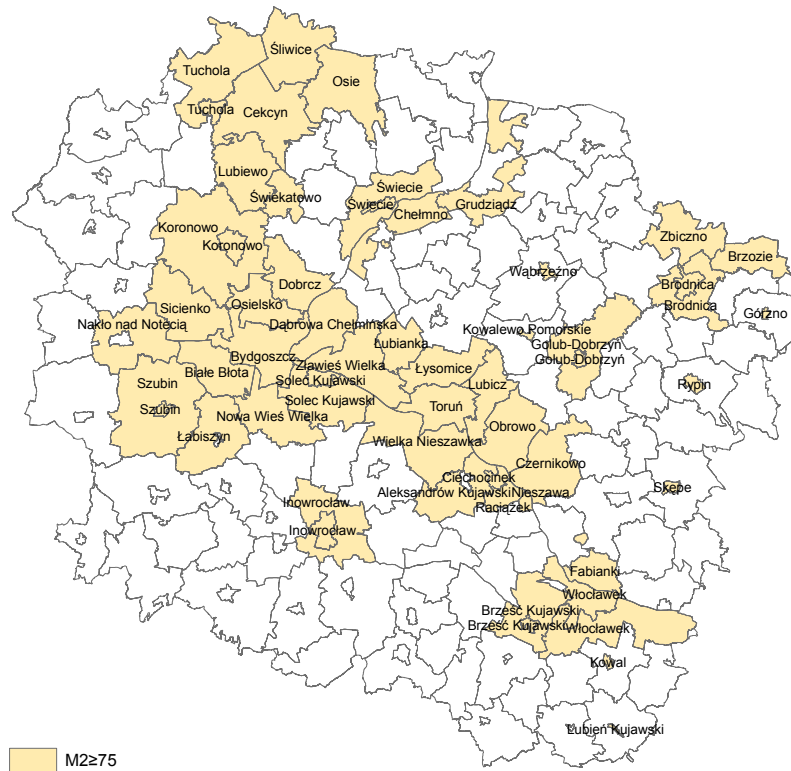 Śliwice
Tuchola
Osie
Tuchola
Cekcyn
Lubiewo
Świecie
Świekatowo
Świecie
Grudziądz
Chełmno
Koronowo
Zbiczno
Koronowo
Brzozie
Wąbrzeźno
Dobrcz
Brodnica
Sicienko
Osielsko
Brodnica
Górzno
Dąbrowa Chełmińska
Nakło nad Notecią
Kowalewo Pomorskie
Łubianka
Golub-Dobrzyń
Bydgoszcz
Golub-Dobrzyń
Zławieś Wielka
Białe Błota
Łysomice
Szubin
Solec Kujawski
Lubicz
Rypin
Solec Kujawski
Toruń
Szubin
Nowa Wieś Wielka
Obrowo
Łabiszyn
Wielka Nieszawka
Czernikowo
Ciechocinek
Skępe
Aleksandrów Kujawski
Nieszawa
Inowrocław
Raciążek
Inowrocław
Fabianki
Włocławek
Brześć Kujawski
Brześć Kujawski
Włocławek
Kowal
Lubień Kujawski
M2≥75